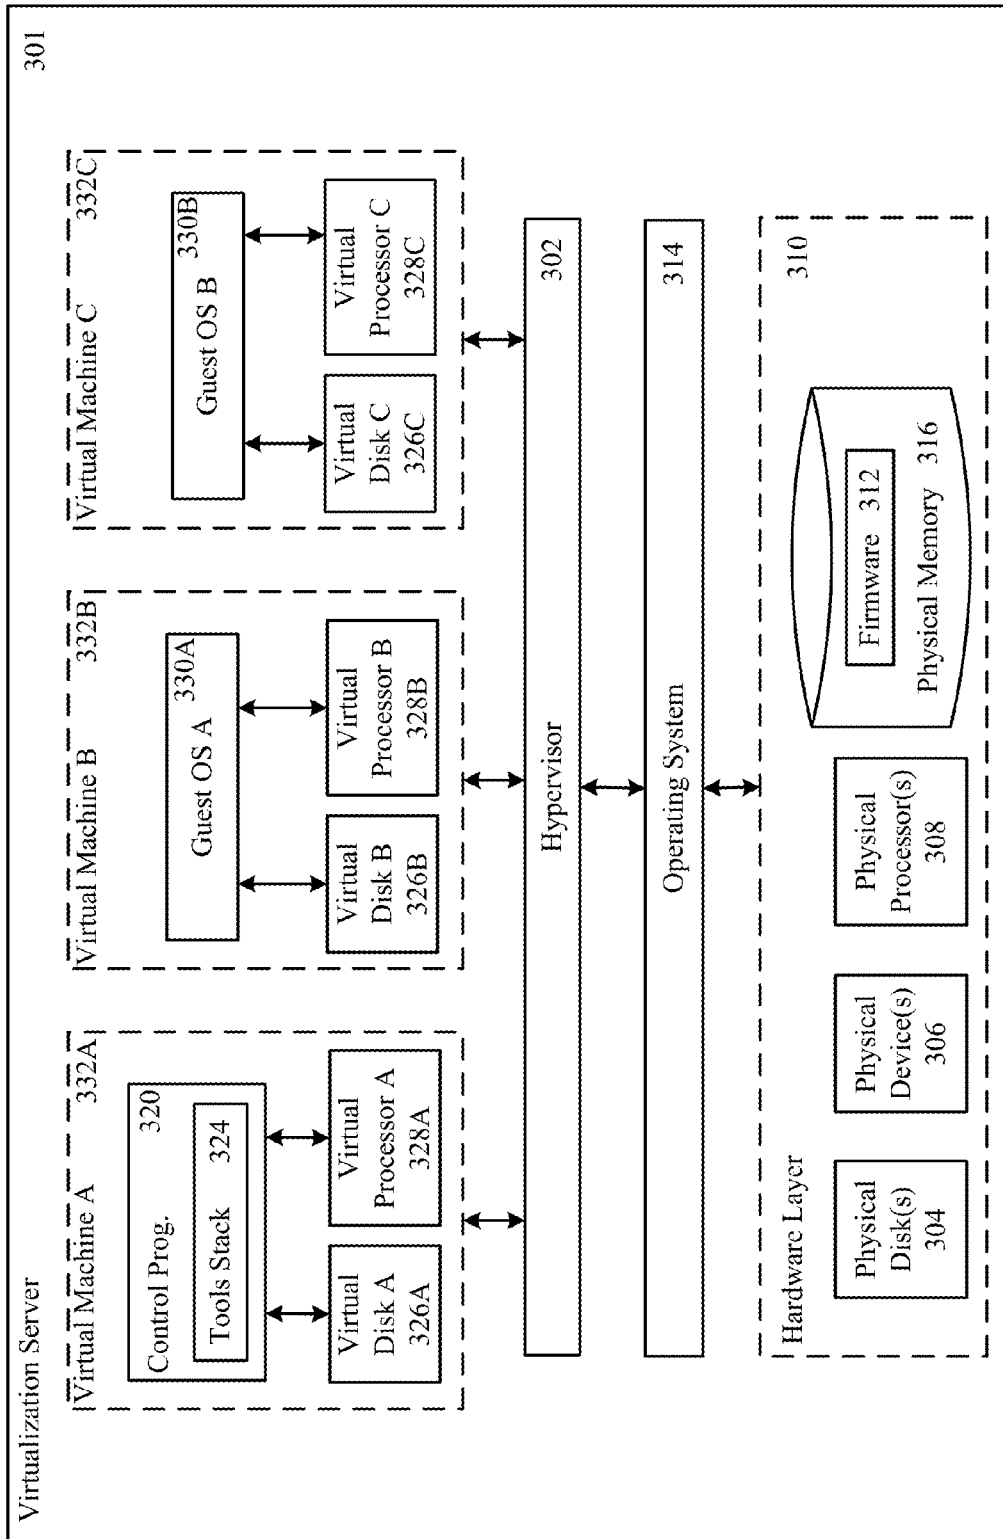 Virtualization Server
301
Virtual Machine A
332A
Control Prog.
320
Tools Stack
324
Virtual
Disk A
326A
Virtual
Processor A
328A
Virtual Machine B
332B
Guest OS A
330A
Virtual
Disk B
326B
Virtual
Processor B
328B
Virtual Machine C
332C
Guest OS B
330B
Virtual
Disk C
326C
Virtual
Processor C
328C
Hypervisor
302
Operating System
314
Hardware Layer
310
Physical
Disk(s)
304
Physical
Device(s)
306
Physical
Processor(s)
308
Firmware 312
Physical Memory 316